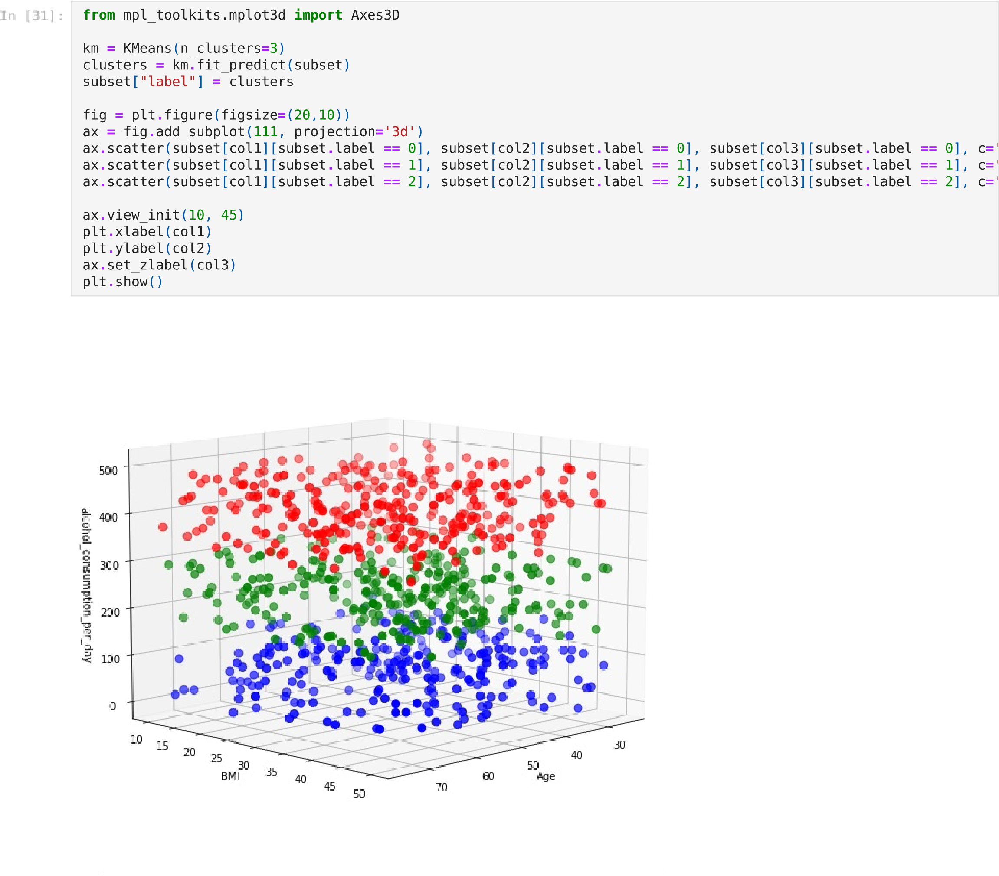 In [31]:
from mpl_toolkits.mplot3d import Axes3D
km = KMeans(n_clusters=3)
clusters = km.fit_predict(subset)
subset["label"] = clusters
fig = plt.figure(figsize=(20,10))
ax = fig.add_subplot(111, projection='3d')
ax.scatter(subset[col1][subset.label == 0], subset[col2][subset.label == 0], subset[col3][subset.label == 0], c='
ax.scatter(subset[col1][subset.label == 1], subset[col2][subset.label == 1], subset[col3][subset.label == 1], c='
ax.scatter(subset[col1][subset.label == 2], subset[col2][subset.label == 2], subset[col3][subset.label == 2], c='
ax.view_init(10, 45)
plt.xlabel(col1)
plt.ylabel(col2)
ax.set_zlabel(col3)
plt.show()
500
400
300
200
100
0
alcohol_consumption_per_day
10
15
20
25
30
35
40
45
50
BMI
70
60
50
40
30
Age